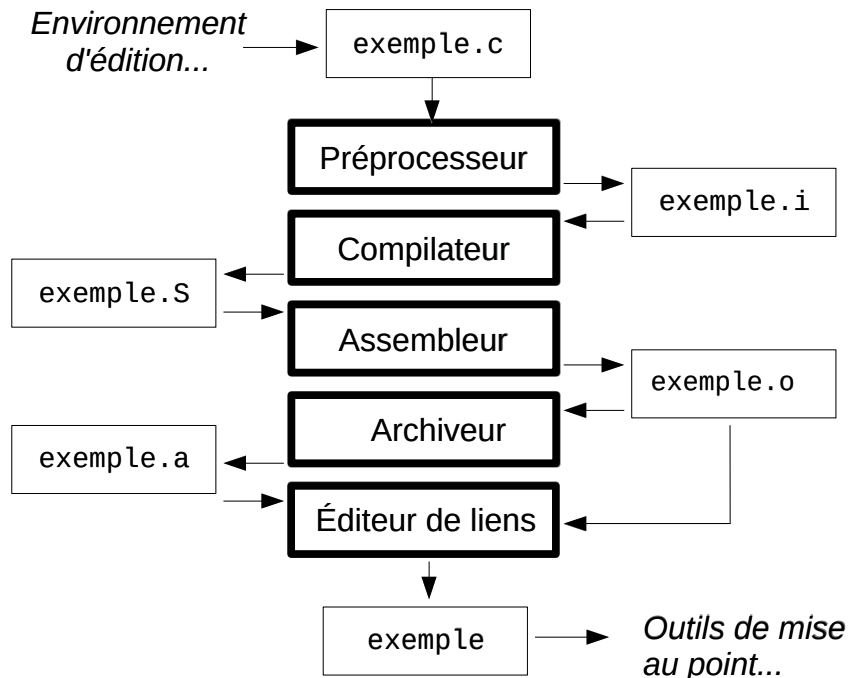 Environnement
d'édition...
exemple.c
Préprocesseur
exemple.i
Compilateur
exemple.S
Assembleur
exemple.o
Archiveur
exemple.a
Éditeur de liens
exemple
Outils de mise
au point...